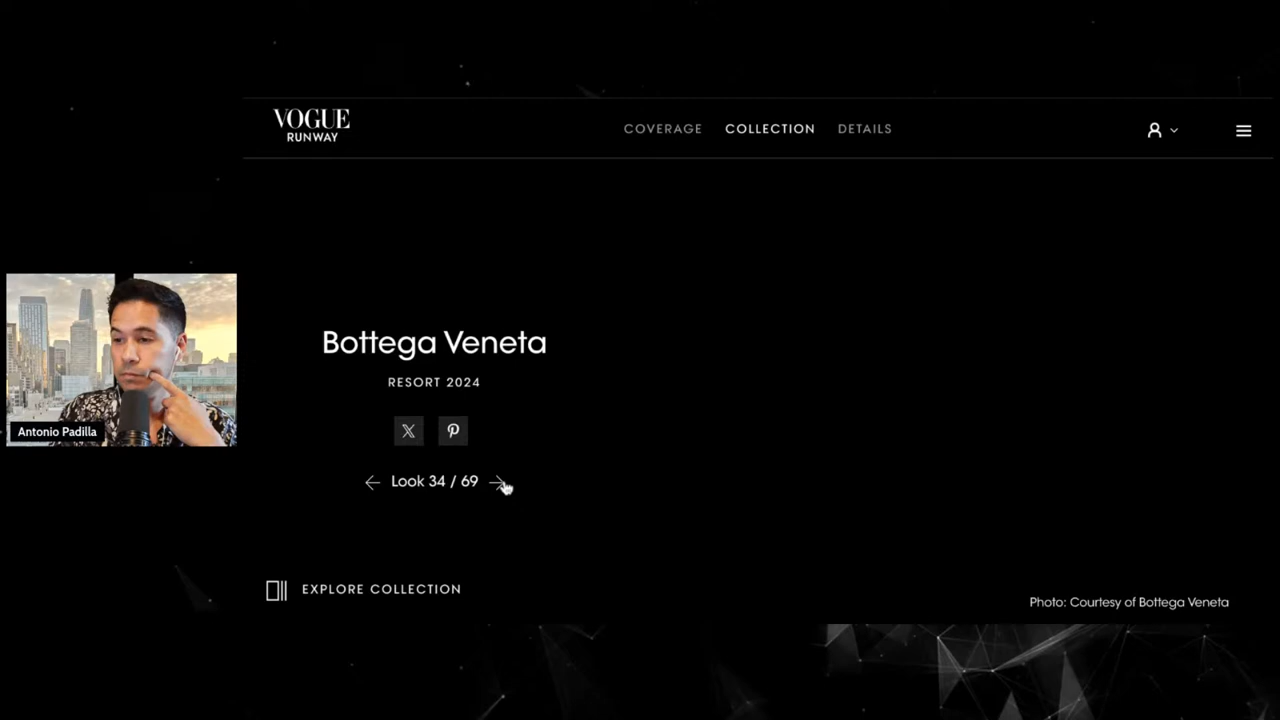 VOGUE
RUNWAY
COVERAGE COLLECTION DETAILS
Bottega Veneta
RESORT 2024
Look 34 / 69
EXPLORE COLLECTION
Photo: Courtesy of Bottega Veneta
Antonio Padilla